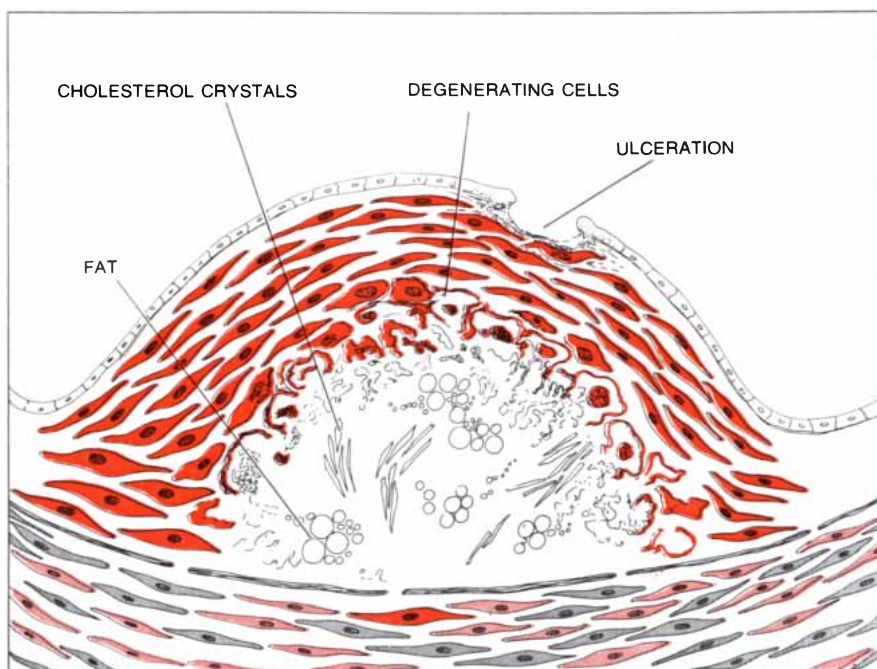 CHOLESTEROL CRYSTALS
DEGENERATING CELLS
ULCERATION
FAT